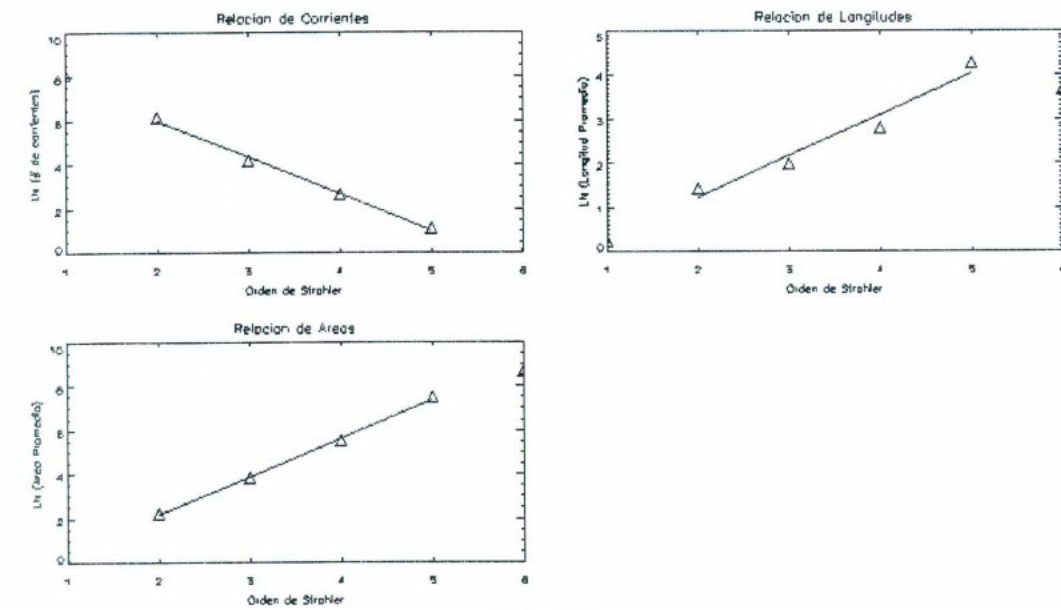 Relacion de Corrientes
10
8
6
4
2
0
Ln (# de corrientes)
1 2 3 4 5 6
Orden de Strahler
Relacion de Longitudes
5
4
3
2
1
0
Ln (Longitud Promedio)
1 2 3 4 5 6
Orden de Strahler
Relacion de Areas
10
8
6
4
2
0
Ln (area Promedio)
1 2 3 4 5 6
Orden de Strahler